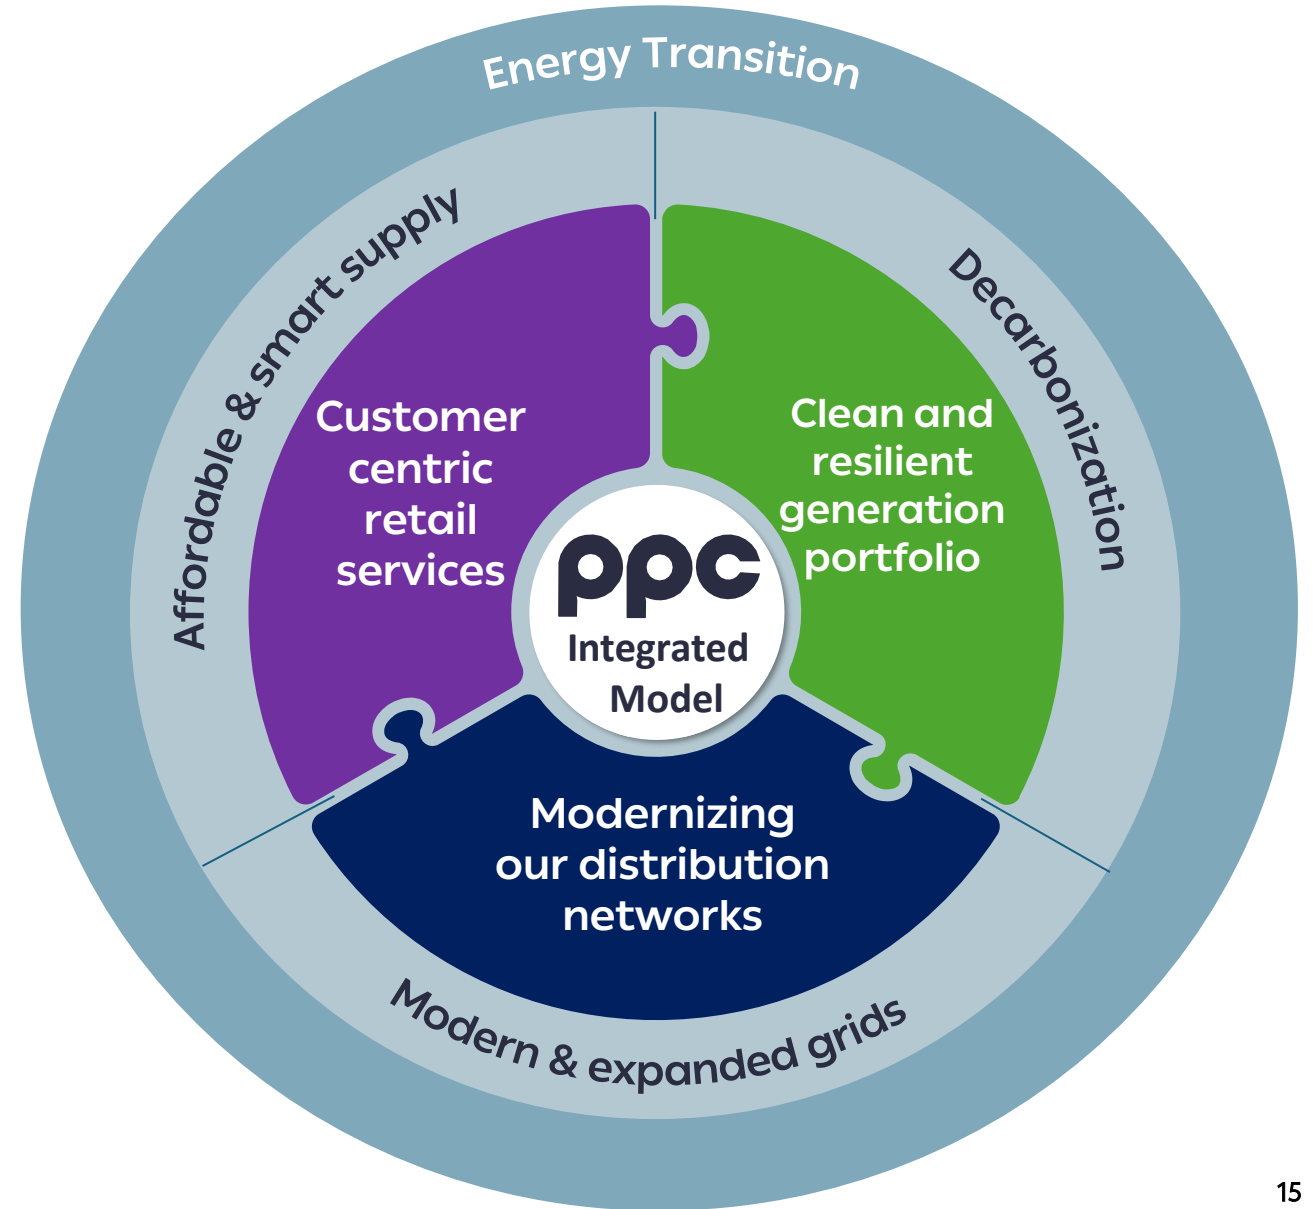 Energy Transition
Affordable & smart supply
Decarbonization
Customer
centric
retail
services
Clean and
resilient
generation
portfolio
ppc
Integrated
Model
Modernizing
our distribution
networks
Modern & expanded grids
15